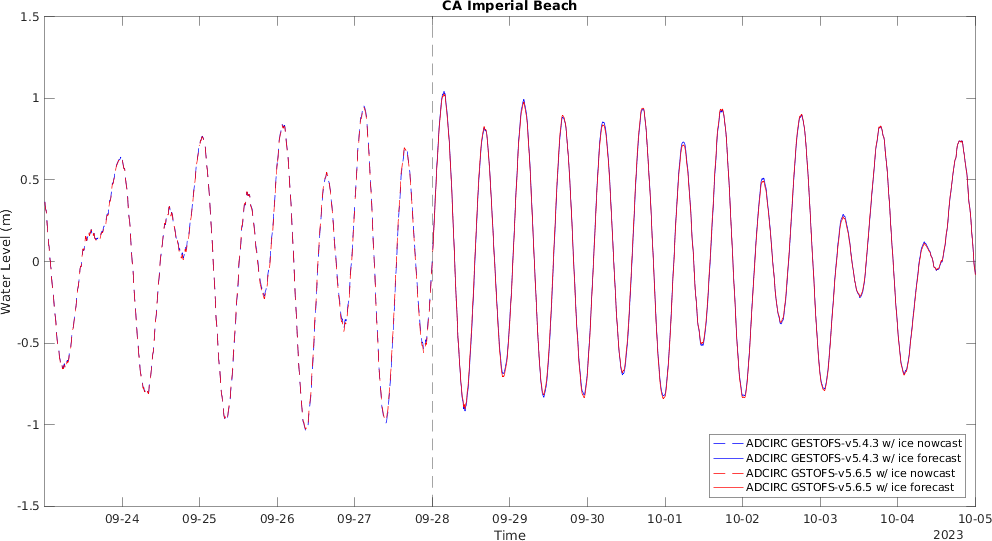 CA Imperial Beach
1.5
1
0.5
0
-0.5
-1
-1.5
Water Level (m)
09-24 09-25 09-26 09-27 09-28 09-29 09-30 10-01 10-02 10-03 10-04 10-05
Time
2023
ADCIRC GESTOFS-v5.4.3 w/ ice nowcast
ADCIRC GESTOFS-v5.4.3 w/ ice forecast
ADCIRC GSTOFS-v5.6.5 w/ ice nowcast
ADCIRC GSTOFS-v5.6.5 w/ ice forecast